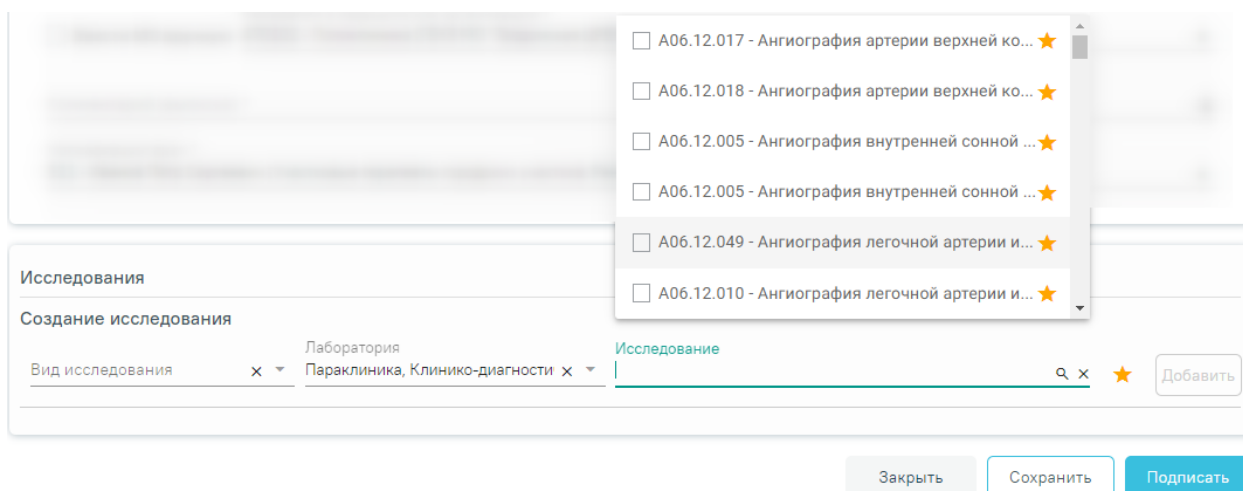 A06.12.017 - Ангиография артерии верхней ко...
A06.12.018 - Ангиография артерии верхней ко...
A06.12.005 - Ангиография внутренней сонной ...
A06.12.005 - Ангиография внутренней сонной ...
A06.12.049 - Ангиография легочной артерии и...
A06.12.010 - Ангиография легочной артерии и...
Исследования
Создание исследования
Вид исследования
Лаборатория
Параклиника, Клинико-диагности
Исследование
Добавить
Закрыть
Сохранить
Подписать